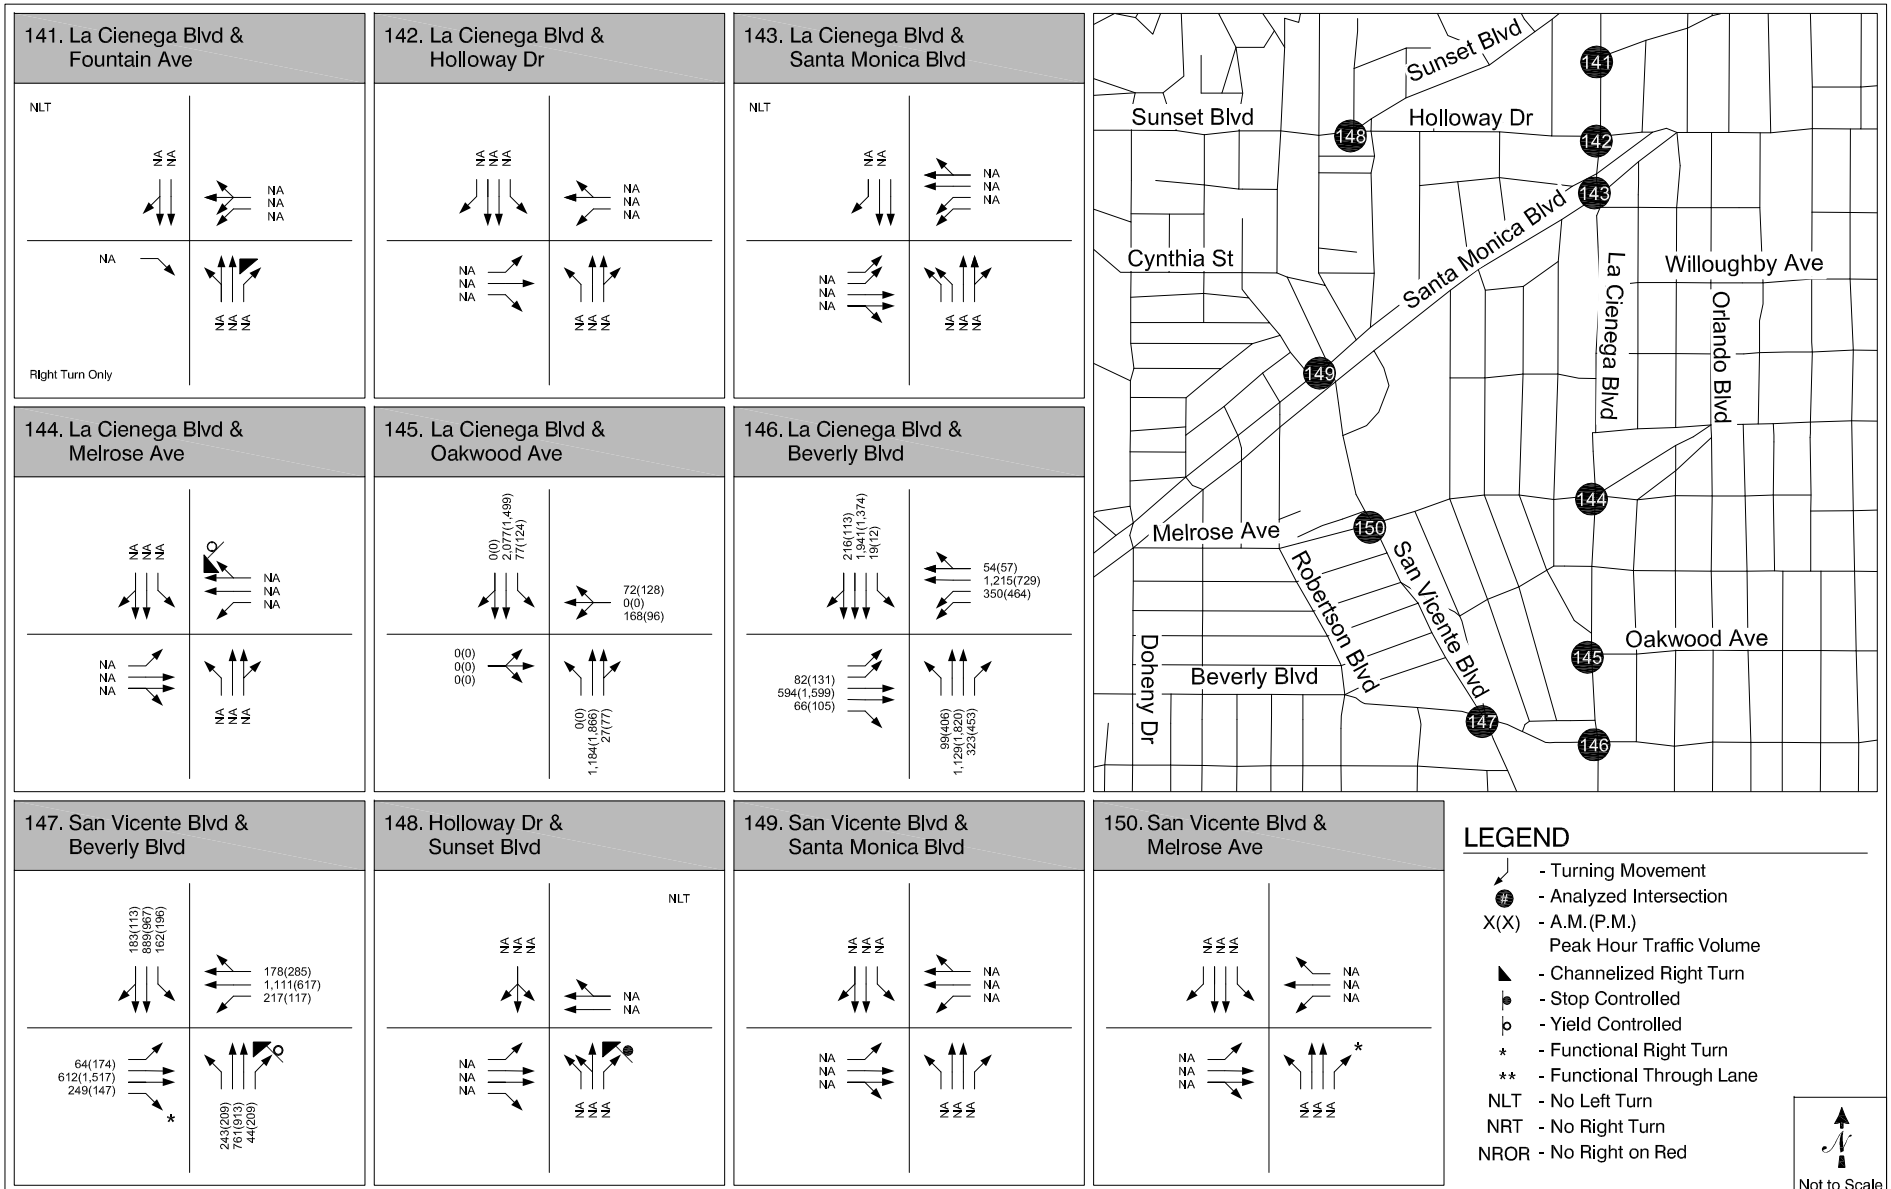 141. La Cienega Blvd &
Fountain Ave
NLT
NA NA
NA
NA
NA
NA
NA NA NA
Right Turn Only
142. La Cienega Blvd &
Holloway Dr
NA NA NA
NA
NA
NA
NA
NA
NA
NA NA NA
143. La Cienega Blvd &
Santa Monica Blvd
NLT
NA NA
NA
NA
NA
NA
NA
NA
NA NA NA
144. La Cienega Blvd &
Melrose Ave
NA NA NA
NA
NA
NA
NA
NA
NA
NA NA NA
145. La Cienega Blvd &
Oakwood Ave
0(0)
2,077(1,499)
77(124)
72(128)
0(0)
168(96)
0(0)
0(0)
0(0)
0(0)
1,184(1,866)
27(77)
146. La Cienega Blvd &
Beverly Blvd
216(113)
1,941(1,374)
19(12)
54(57)
1,215(729)
350(464)
82(131)
594(1,599)
66(105)
99(406)
1,129(1,820)
323(453)
147. San Vicente Blvd &
Beverly Blvd
183(113)
889(967)
162(196)
178(285)
1,111(617)
217(117)
64(174)
612(1,517)
249(147)
*
243(209)
761(913)
44(209)
148. Holloway Dr &
Sunset Blvd
NLT
NA NA NA
NA
NA
NA
NA
NA
NA NA NA
149. San Vicente Blvd &
Santa Monica Blvd
NA NA NA
NA
NA
NA
NA
NA
NA
NA NA NA
150. San Vicente Blvd &
Melrose Ave
NA NA NA
NA
NA
NA
NA
NA
NA
*
NA NA NA
Sunset Blvd
141
Sunset Blvd
148
Holloway Dr
142
143
Cynthia St
Santa Monica Blvd
La Cienega Blvd
Willoughby Ave
Orlando Blvd
149
144
Melrose Ave
150
Robertson Blvd
San Vicente Blvd
Doheny Dr
Oakwood Ave
145
Beverly Blvd
147
146
LEGEND
- Turning Movement
# - Analyzed Intersection
X(X) - A.M.(P.M.)
Peak Hour Traffic Volume
- Channelized Right Turn
- Stop Controlled
- Yield Controlled
* - Functional Right Turn
** - Functional Through Lane
NLT - No Left Turn
NRT - No Right Turn
NROR - No Right on Red
N
Not to Scale